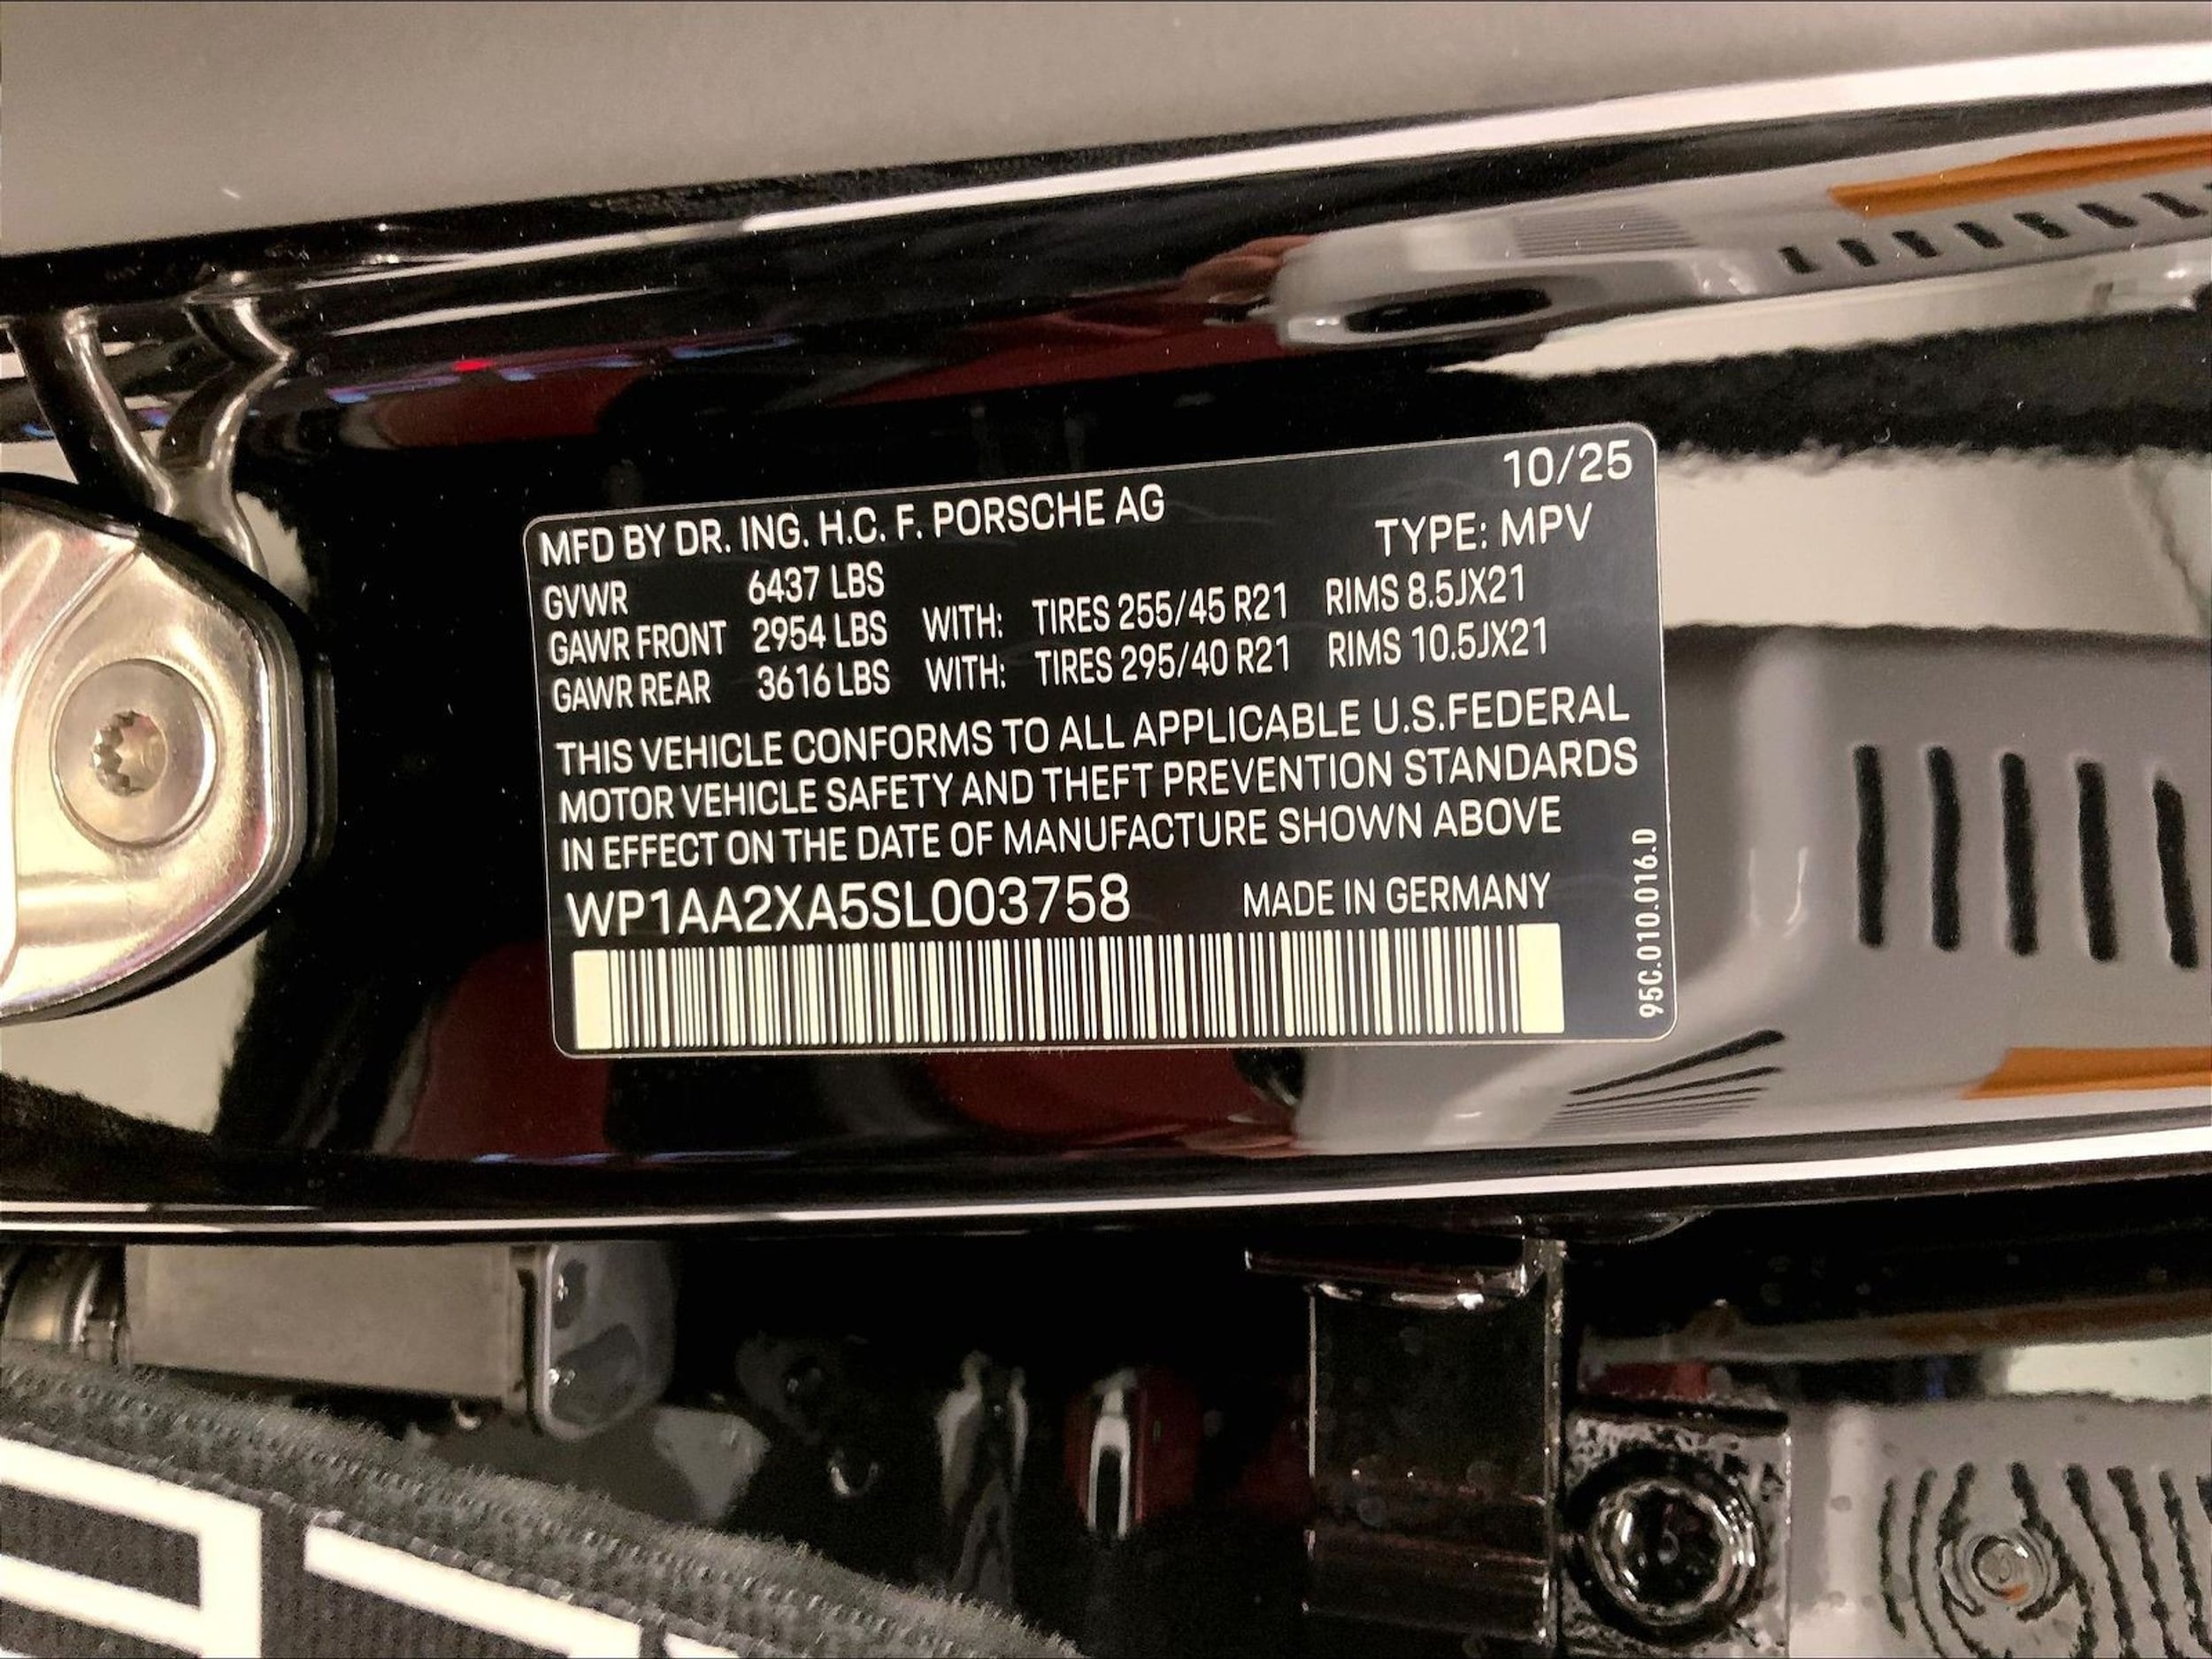 10/25
MFD BY DR. ING. H.C. F. PORSCHE AG
TYPE: MPV
GVWR 6437 LBS
GAWR FRONT 2954 LBS WITH: TIRES 255/45 R21 RIMS 8.5JX21
GAWR REAR 3616 LBS WITH: TIRES 295/40 R21 RIMS 10.5JX21
THIS VEHICLE CONFORMS TO ALL APPLICABLE U.S.FEDERAL
MOTOR VEHICLE SAFETY AND THEFT PREVENTION STANDARDS
IN EFFECT ON THE DATE OF MANUFACTURE SHOWN ABOVE
WP1AA2XA5SL003758 MADE IN GERMANY
95C.010.016.D